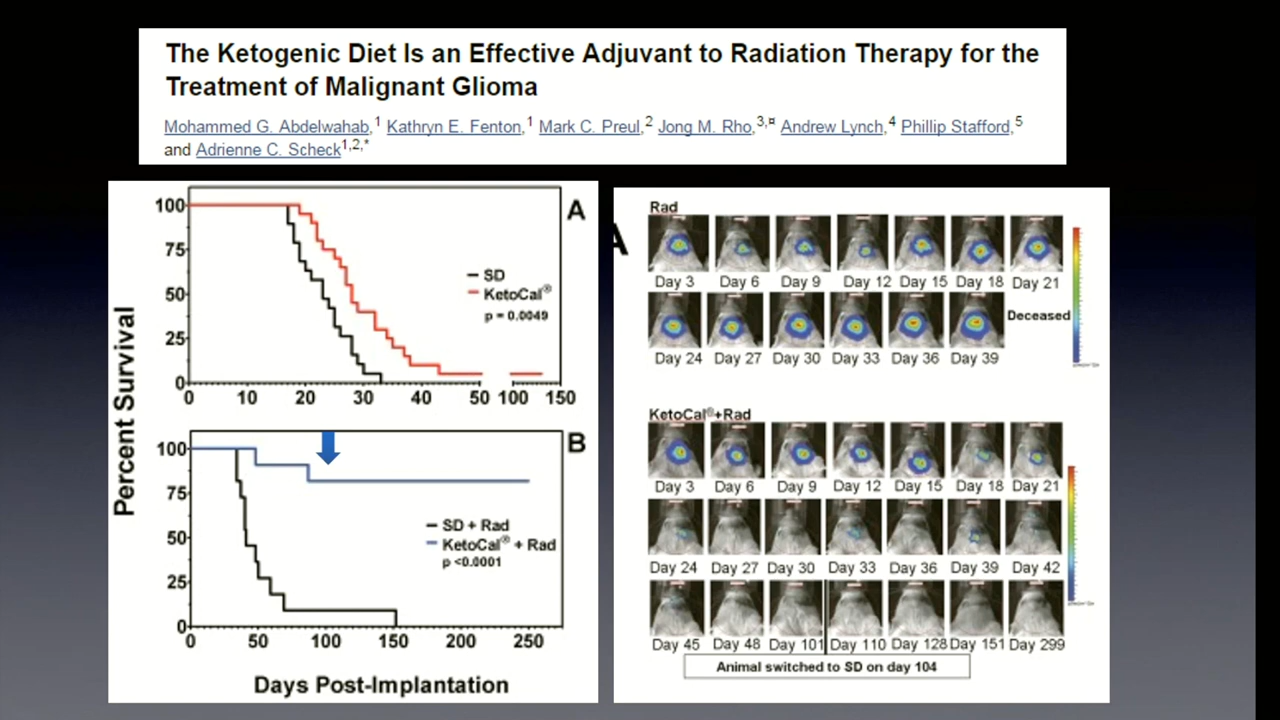 The Ketogenic Diet Is an Effective Adjuvant to Radiation Therapy for the
Treatment of Malignant Glioma
Mohammed G. Abdelwahab,1 Kathryn E. Fenton,1 Mark C. Preul,2 Jong M. Rho,3,¤ Andrew Lynch,4 Phillip Stafford,5
and Adrienne C. Scheck1,2,*
Percent Survival
A
100
75
50
25
0
SD
KetoCal®
p = 0.0049
0 10 20 30 40 50 100 150
B
100
75
50
25
0
SD + Rad
KetoCal® + Rad
p <0.0001
0 50 100 150 200 250
Days Post-Implantation
A
Rad
Day 3 Day 6 Day 9 Day 12 Day 15 Day 18 Day 21
Deceased
Day 24 Day 27 Day 30 Day 33 Day 36 Day 39
KetoCal®+Rad
Day 3 Day 6 Day 9 Day 12 Day 15 Day 18 Day 21
Day 24 Day 27 Day 30 Day 33 Day 36 Day 39 Day 42
Day 45 Day 48 Day 101 Day 110 Day 128 Day 151 Day 299
Animal switched to SD on day 104